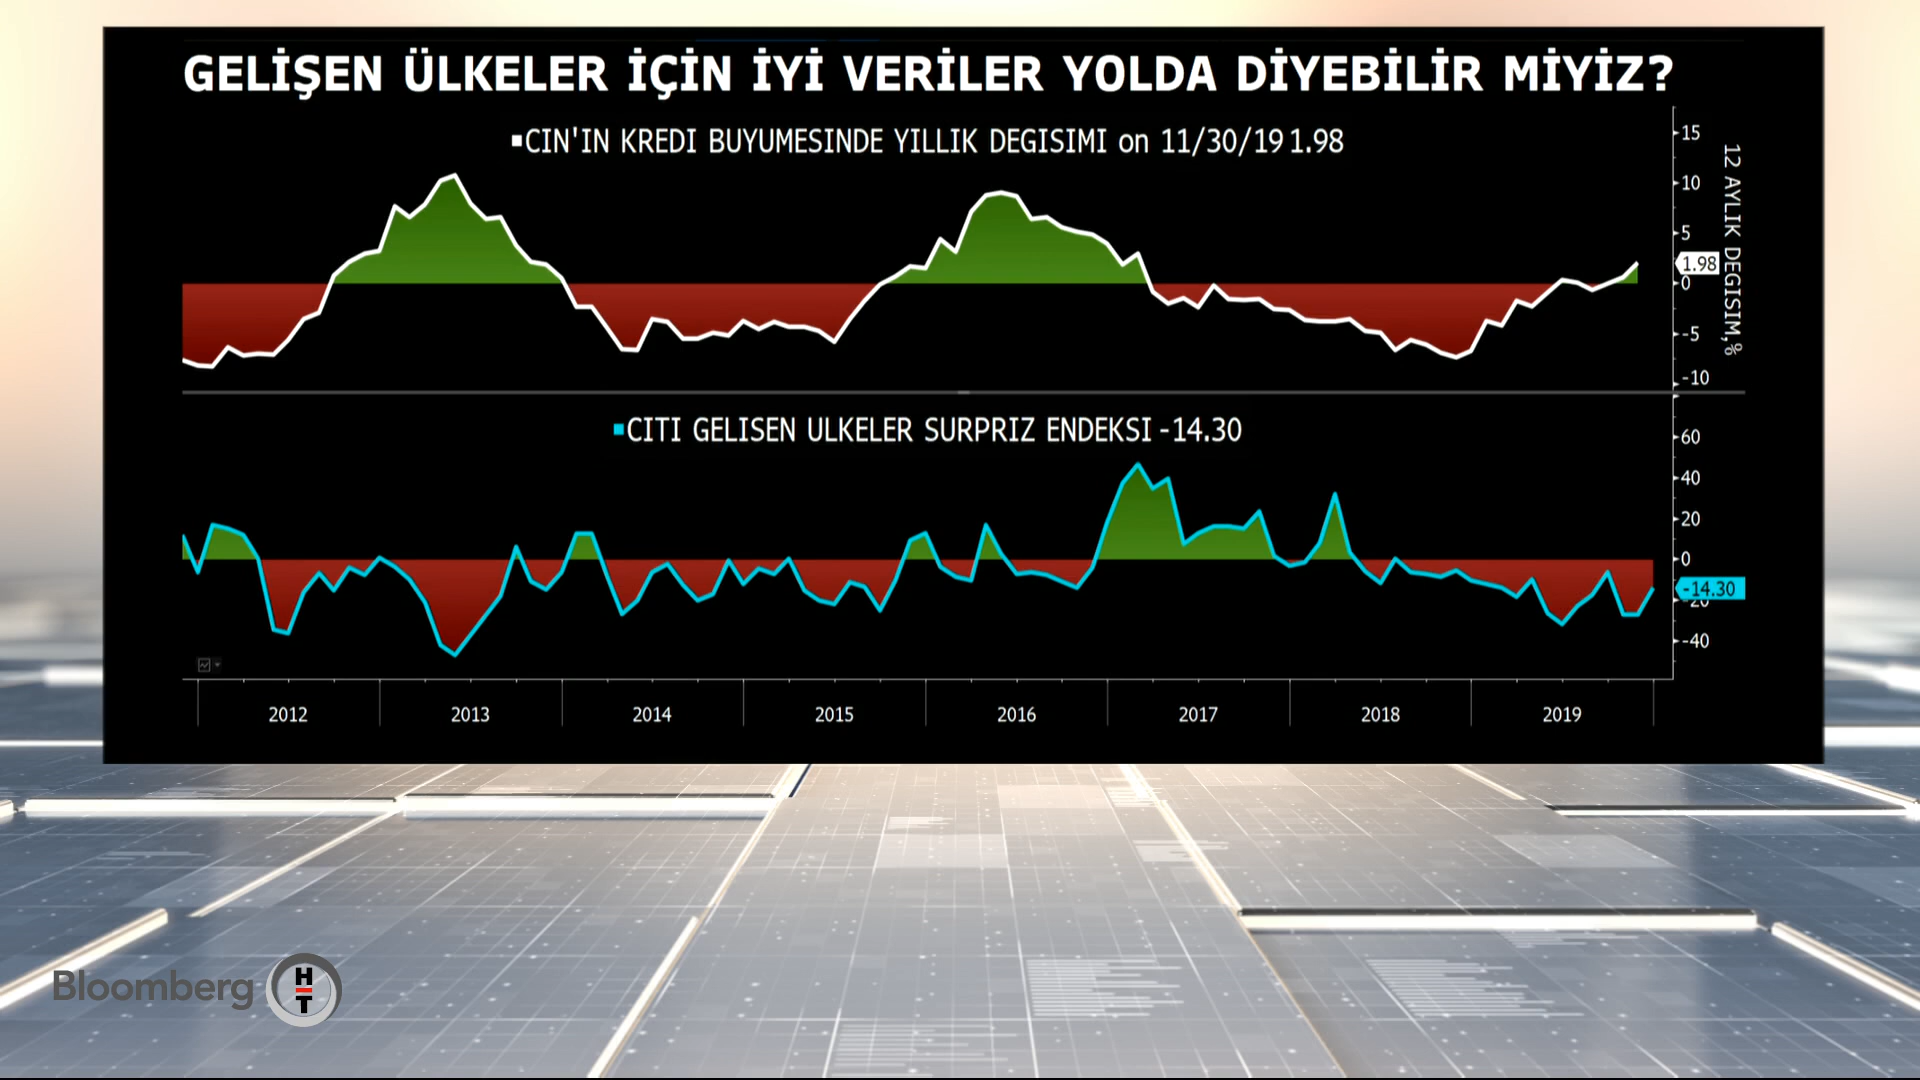 GELİŞEN ÜLKELER İÇİN İYİ VERİLER YOLDA DİYEBİLİR MİYİZ?
CIN'IN KREDI BUYUMESINDE YILLIK DEGISIMI on 11/30/19 1.98
15
10
5
1.98
0
-5
-10
12 AYLIK DEGISIM,%
CITI GELISEN ULKELER SURPRIZ ENDEKSI -14.30
60
40
20
0
-14.30
-20
-40
2012 2013 2014 2015 2016 2017 2018 2019
Bloomberg HT